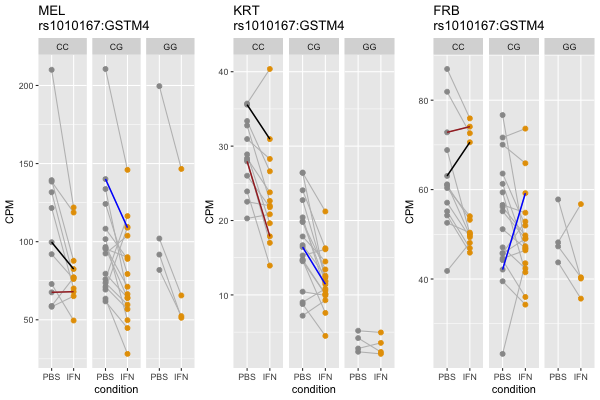 MEL
rs1010167:GSTM4
CC CG GG
CPM
200
150
100
50
PBS IFN PBS IFN PBS IFN
condition
KRT
rs1010167:GSTM4
CC CG GG
CPM
40
30
20
10
PBS IFN PBS IFN PBS IFN
condition
FRB
rs1010167:GSTM4
CC CG GG
CPM
80
60
40
PBS IFN PBS IFN PBS IFN
condition